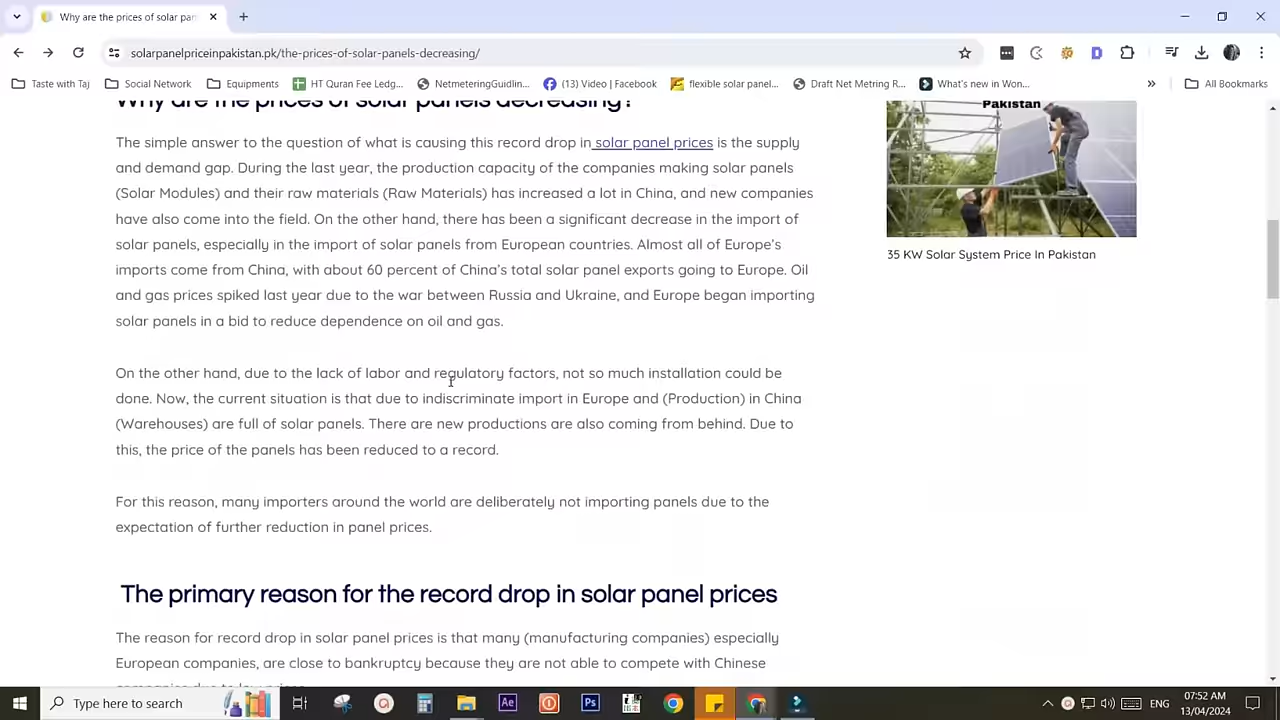 Why are the prices of solar pan
solarpanelpriceinpakistan.pk/the-prices-of-solar-panels-decreasing/
Taste with Taj
Social Network
Equipments
HT Quran Fee Ledg...
NetmeteringGuidlin...
(13) Video | Facebook
flexible solar panel...
Draft Net Metring R...
What's new in Won...
»
All Bookmarks
Why are the prices of solar panels decreasing?
The simple answer to the question of what is causing this record drop in solar panel prices is the supply
and demand gap. During the last year, the production capacity of the companies making solar panels
(Solar Modules) and their raw materials (Raw Materials) has increased a lot in China, and new companies
have also come into the field. On the other hand, there has been a significant decrease in the import of
solar panels, especially in the import of solar panels from European countries. Almost all of Europe's
imports come from China, with about 60 percent of China's total solar panel exports going to Europe. Oil
and gas prices spiked last year due to the war between Russia and Ukraine, and Europe began importing
solar panels in a bid to reduce dependence on oil and gas.
On the other hand, due to the lack of labor and regulatory factors, not so much installation could be
done. Now, the current situation is that due to indiscriminate import in Europe and (Production) in China
(Warehouses) are full of solar panels. There are new productions are also coming from behind. Due to
this, the price of the panels has been reduced to a record.
For this reason, many importers around the world are deliberately not importing panels due to the
expectation of further reduction in panel prices.
The primary reason for the record drop in solar panel prices
The reason for record drop in solar panel prices is that many (manufacturing companies) especially
European companies, are close to bankruptcy because they are not able to compete with Chinese
Pakistan
35 KW Solar System Price In Pakistan
Type here to search
Ae
Ps
ENG
07:52 AM
13/04/2024